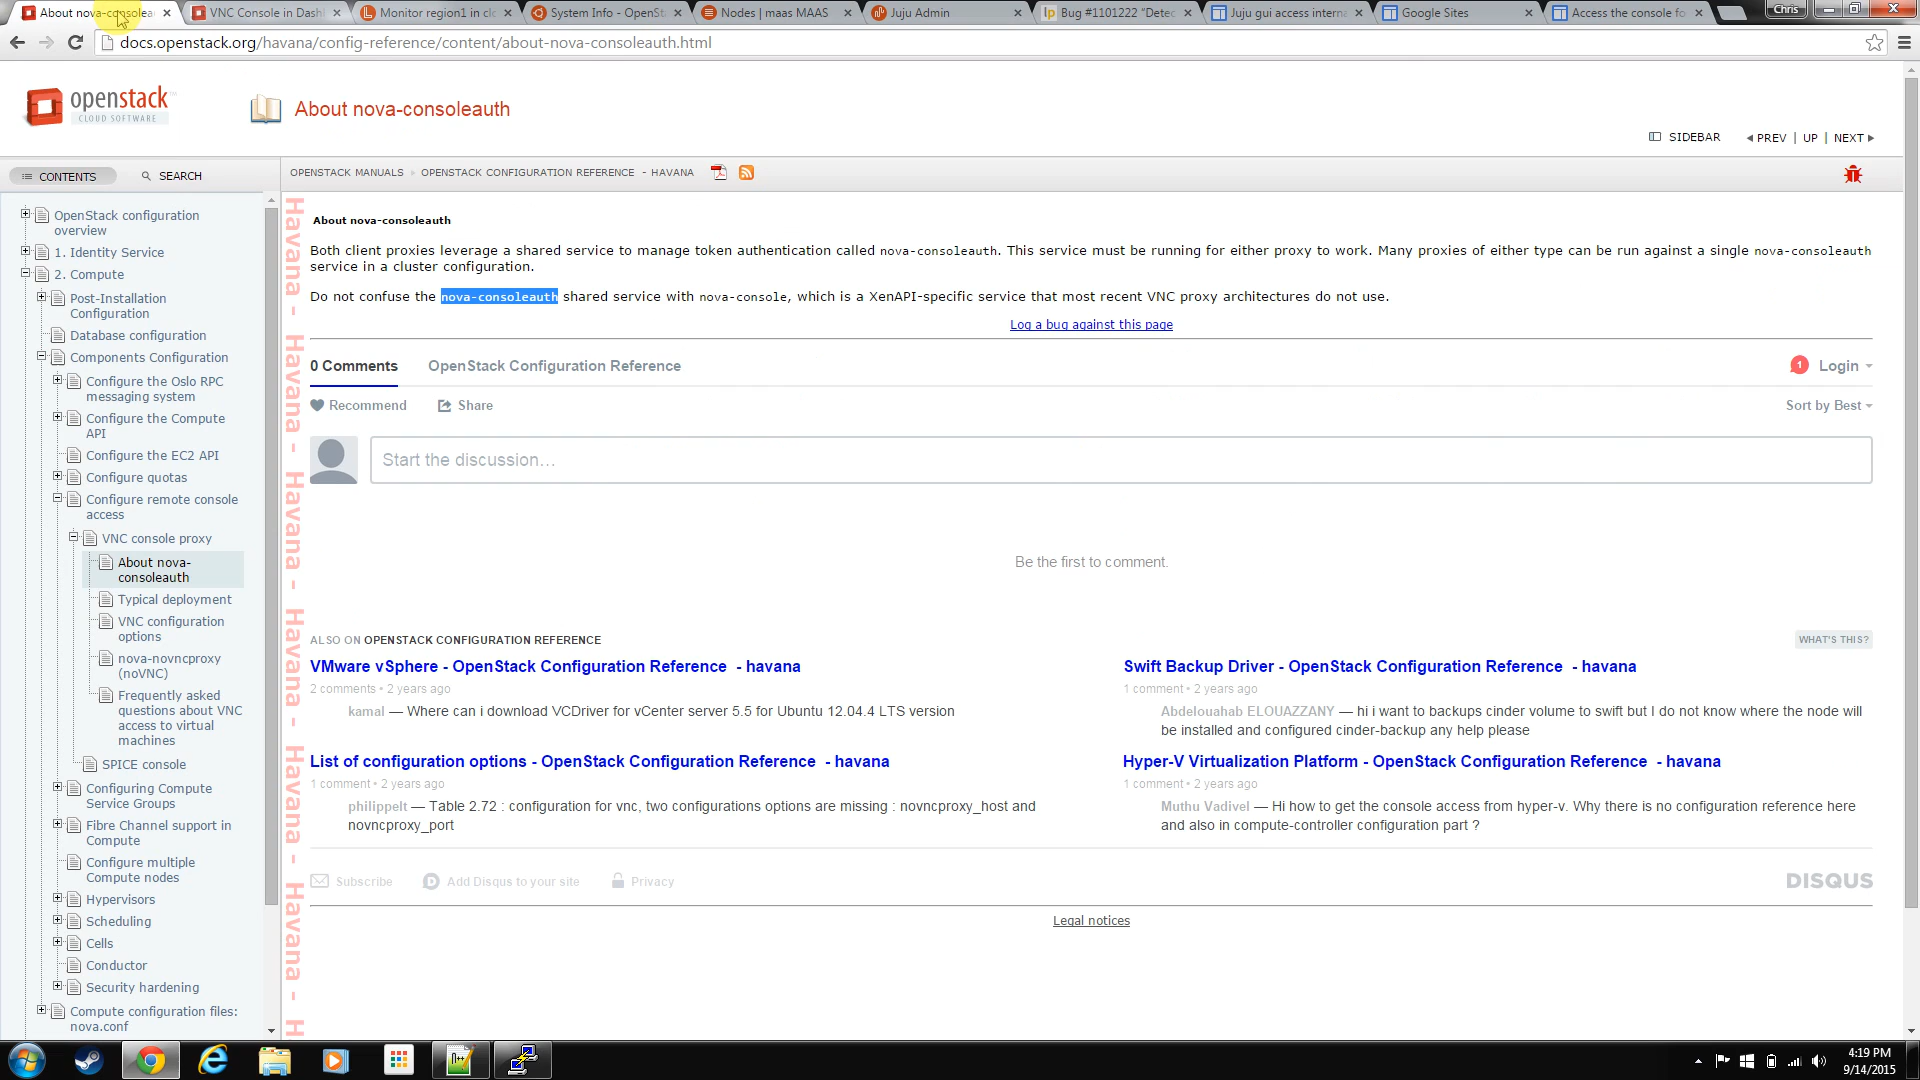 About nova-consolea
VNC Console in Dash
Monitor region1 in clo
System Info - OpenSt
Nodes | maas MAAS
Juju Admin
Bug #1101222 “Detec
Juju gui access interna
Google Sites
Access the console fo
Chris
docs.openstack.org/havana/config-reference/content/about-nova-consoleauth.html
openstack
CLOUD SOFTWARE
About nova-consoleauth
SIDEBAR
PREV | UP | NEXT
CONTENTS
SEARCH
OPENSTACK MANUALS
OPENSTACK CONFIGURATION REFERENCE - HAVANA
OpenStack configuration
overview
1. Identity Service
2. Compute
Post-Installation
Configuration
Database configuration
Components Configuration
Configure the Oslo RPC
messaging system
Configure the Compute
API
Configure the EC2 API
Configure quotas
Configure remote console
access
VNC console proxy
About nova-
consoleauth
Typical deployment
VNC configuration
options
nova-novncproxy
(noVNC)
Frequently asked
questions about VNC
access to virtual
machines
SPICE console
Configuring Compute
Service Groups
Fibre Channel support in
Compute
Configure multiple
Compute nodes
Hypervisors
Scheduling
Cells
Conductor
Security hardening
Compute configuration files:
nova.conf
Havana - Havana - Havana - Havana - Havana - Havana - H
About nova-consoleauth
Both client proxies leverage a shared service to manage token authentication called nova-consoleauth. This service must be running for either proxy to work. Many proxies of either type can be run against a single nova-consoleauth
service in a cluster configuration.
Do not confuse the nova-consoleauth shared service with nova-console, which is a XenAPI-specific service that most recent VNC proxy architectures do not use.
Log a bug against this page
0 Comments
OpenStack Configuration Reference
1
Login
Recommend
Share
Sort by Best
Start the discussion…
Be the first to comment.
ALSO ON OPENSTACK CONFIGURATION REFERENCE
WHAT'S THIS?
VMware vSphere - OpenStack Configuration Reference - havana
2 comments • 2 years ago
kamal — Where can i download VCDriver for vCenter server 5.5 for Ubuntu 12.04.4 LTS version
Swift Backup Driver - OpenStack Configuration Reference - havana
1 comment • 2 years ago
Abdelouahab ELOUAZZANY — hi i want to backups cinder volume to swift but I do not know where the node will
be installed and configured cinder-backup any help please
List of configuration options - OpenStack Configuration Reference - havana
1 comment • 2 years ago
philippelt — Table 2.72 : configuration for vnc, two configurations options are missing : novncproxy_host and
novncproxy_port
Hyper-V Virtualization Platform - OpenStack Configuration Reference - havana
1 comment • 2 years ago
Muthu Vadivel — Hi how to get the console access from hyper-v. Why there is no configuration reference here
and also in compute-controller configuration part ?
Subscribe
Add Disqus to your site
Privacy
DISQUS
Legal notices
4:19 PM
9/14/2015